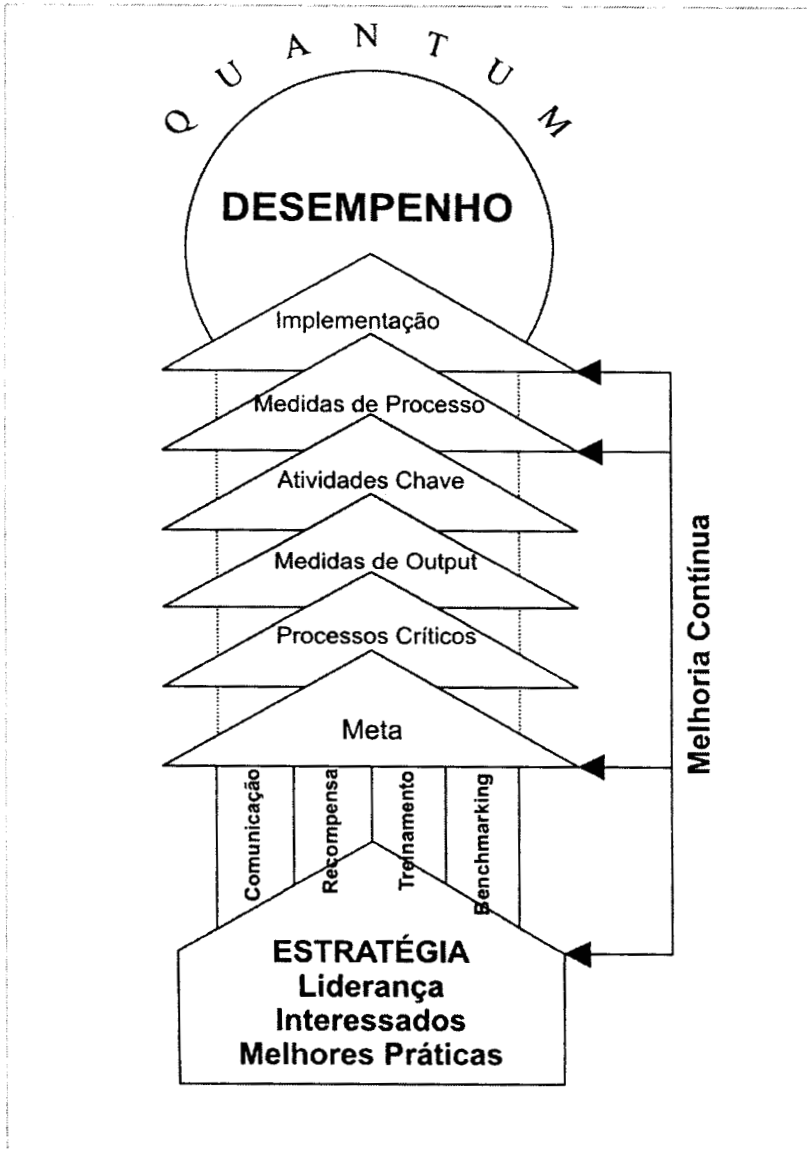 QUANTUM
DESEMPENHO
Implementação
Medidas de Processo
Atividades Chave
Medidas de Output
Processos Críticos
Meta
Comunicação
Recompensa
Treinamento
Benchmarking
ESTRATÉGIA
Liderança
Interessados
Melhores Práticas
Melhoria Contínua